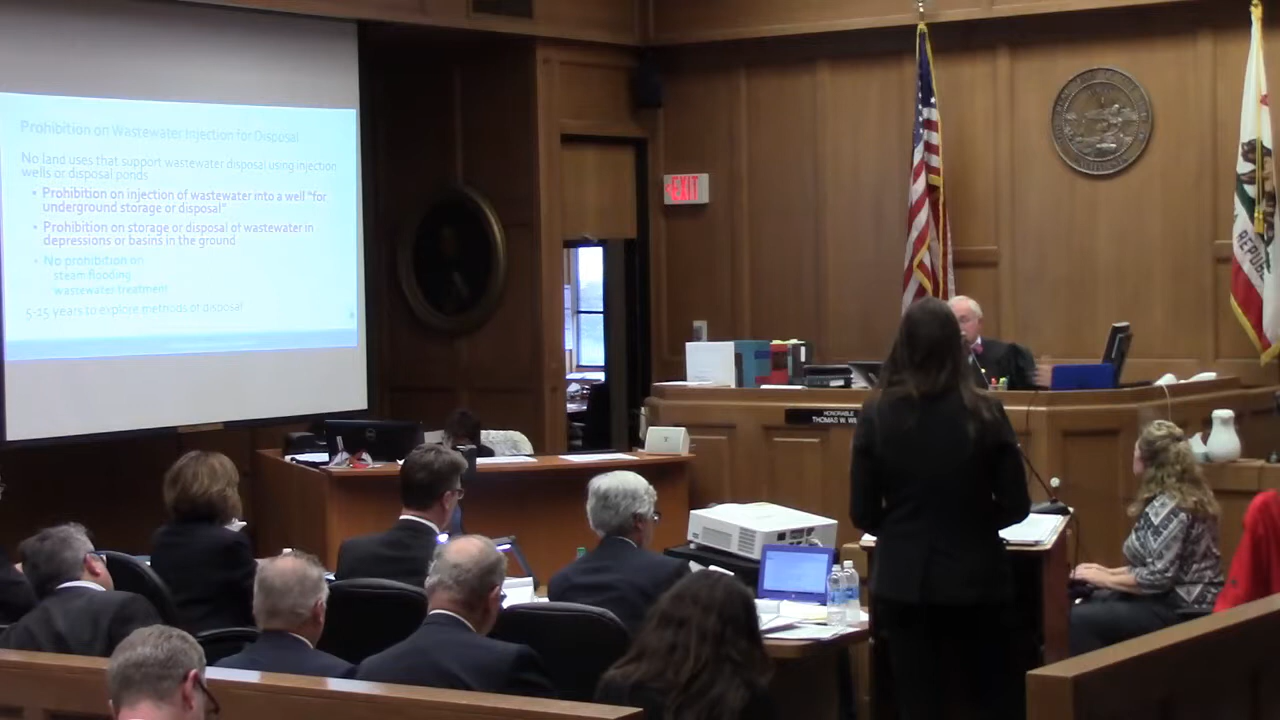 Prohibition on Wastewater Injection for Disposal
No land uses that support wastewater disposal using injection
wells or disposal ponds
• Prohibition on injection of wastewater into a well "for
underground storage or disposal"
• Prohibition on storage or disposal of wastewater in
depressions or basins in the ground
• No prohibition on
steam flooding
wastewater treatment
5-15 years to explore methods of disposal
EXIT
HONORABLE
THOMAS W.
REPUB